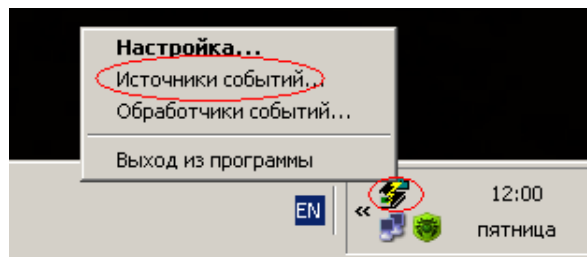 Настройка...
Источники событий...
Обработчики событий...
Выход из программы
EN
«
12:00
пятница